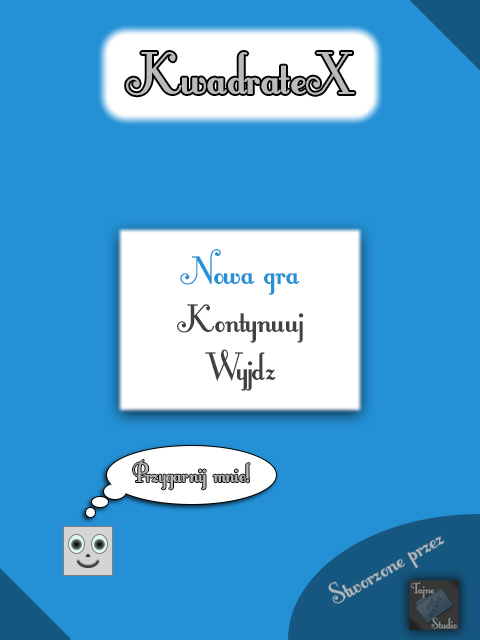 KwadrateX
Nowa gra
Kontynuuj
Wyjdz
Przygarnij mnie!
Stworzone przez
Tajne
Studio